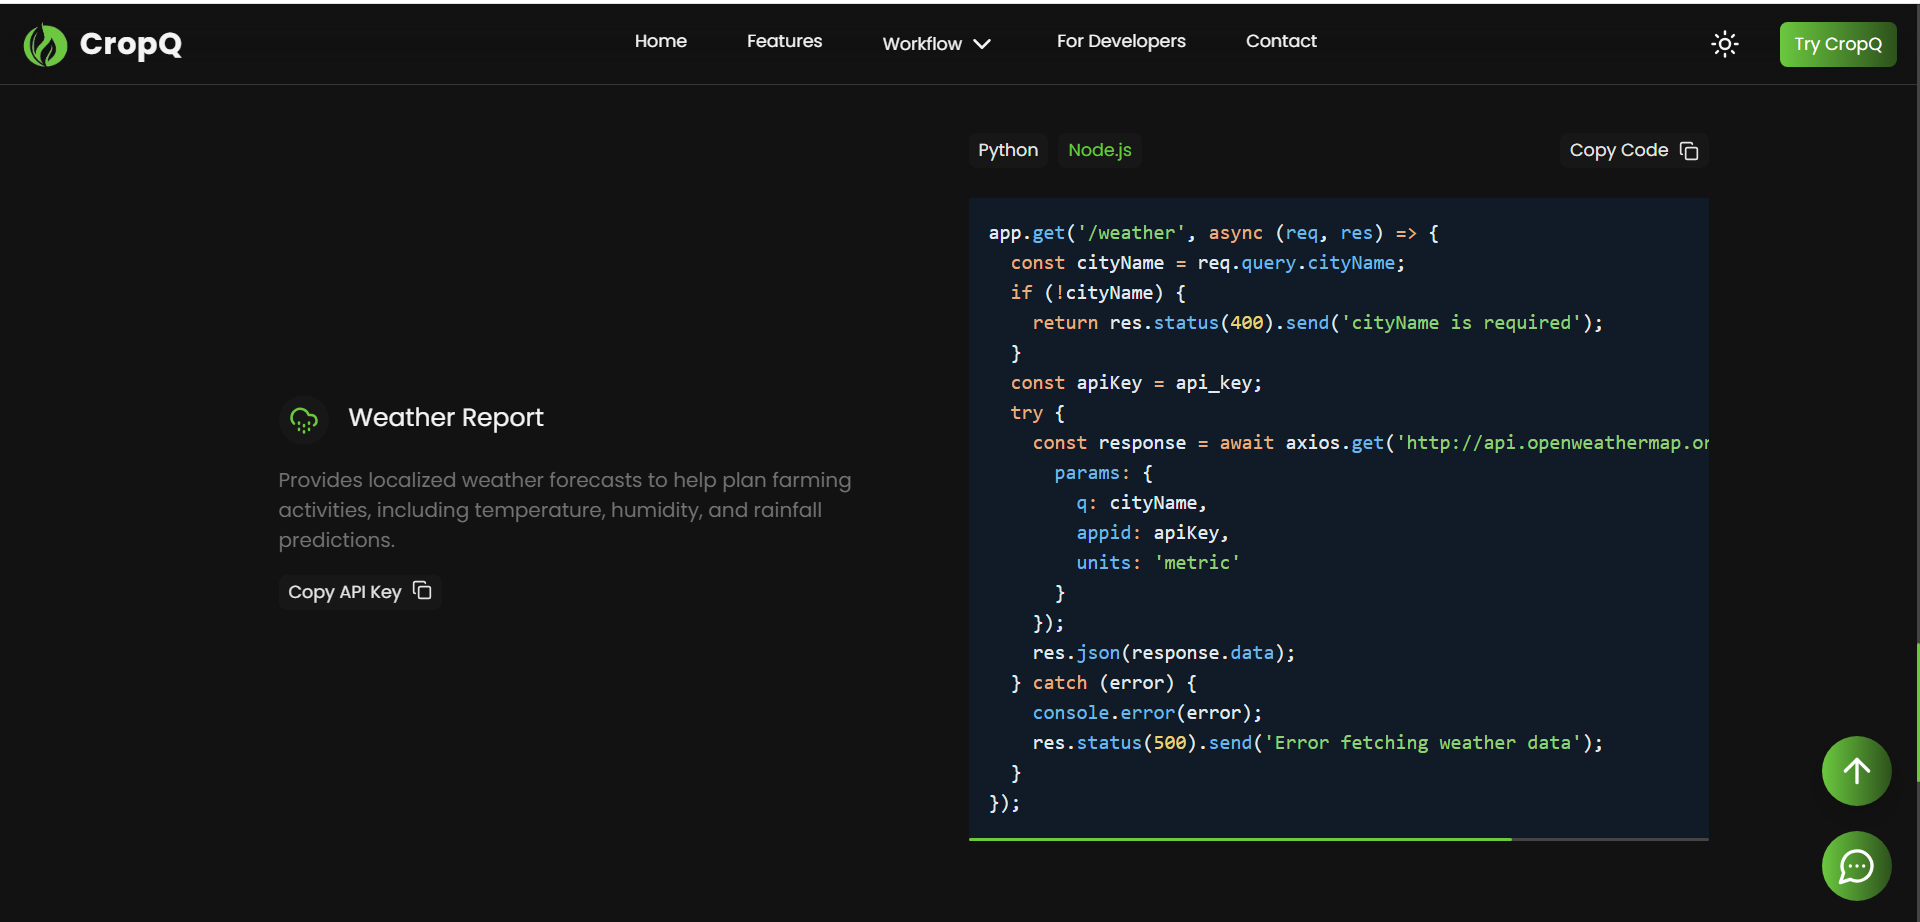 CropQ
Home
Features
Workflow
For Developers
Contact
Try CropQ
Python
Node.js
Copy Code
Weather Report
Provides localized weather forecasts to help plan farming
activities, including temperature, humidity, and rainfall
predictions.
Copy API Key
app.get('/weather', async (req, res) => {
  const cityName = req.query.cityName;
  if (!cityName) {
    return res.status(400).send('cityName is required');
  }
  const apiKey = api_key;
  try {
    const response = await axios.get('http://api.openweathermap.or
      params: {
        q: cityName,
        appid: apiKey,
        units: 'metric'
      }
    });
    res.json(response.data);
  } catch (error) {
    console.error(error);
    res.status(500).send('Error fetching weather data');
  }
});